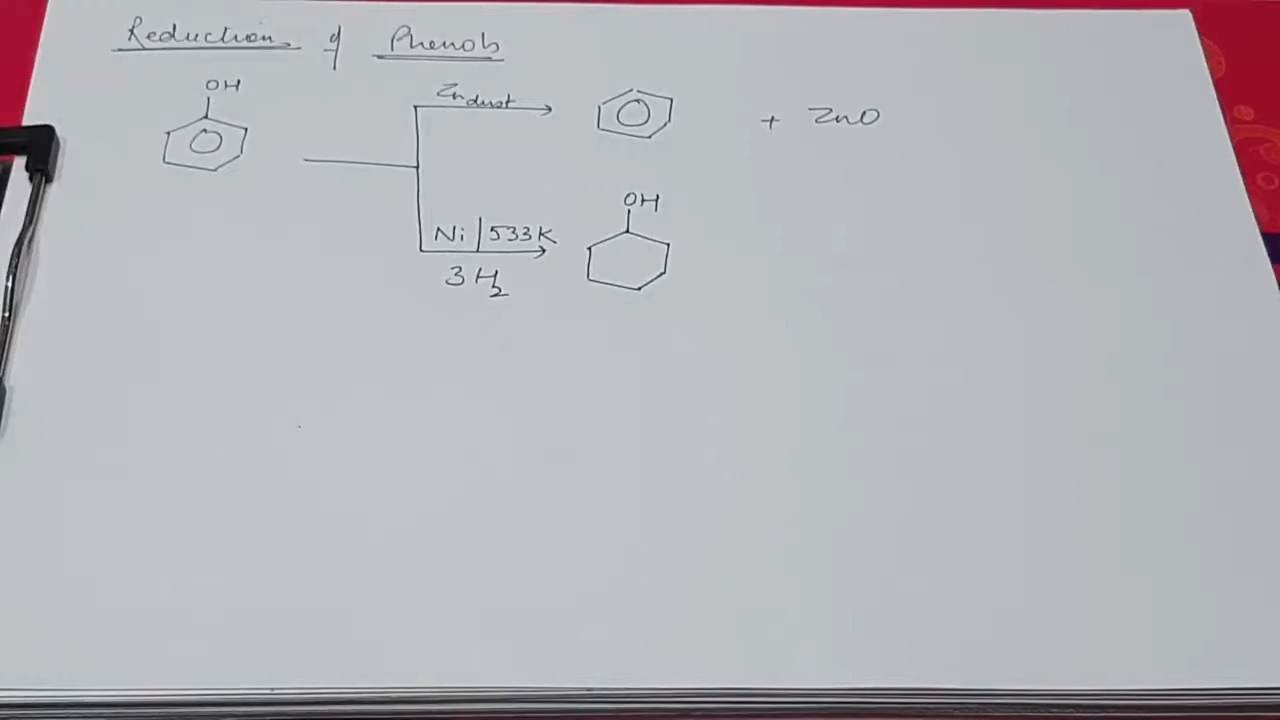 Reduction of Phenols
OH
Zn dust
+ ZnO
OH
Ni | 533K
3H₂